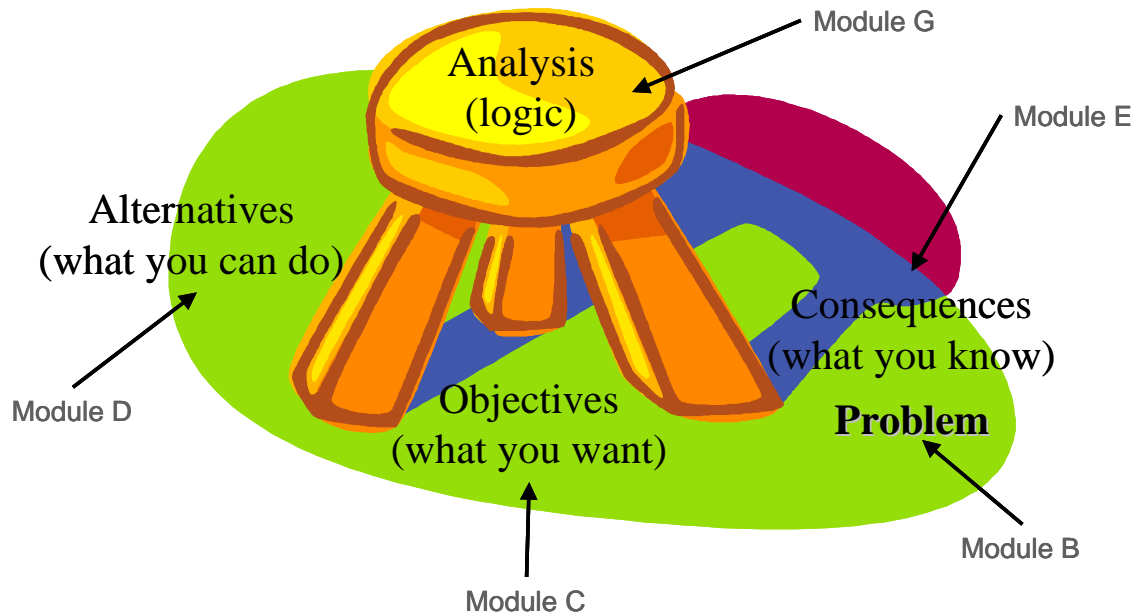 Module G
Analysis
(logic)
Module E
Alternatives
(what you can do)
Consequences
(what you know)
Module D
Objectives
(what you want)
Problem
Module B
Module C